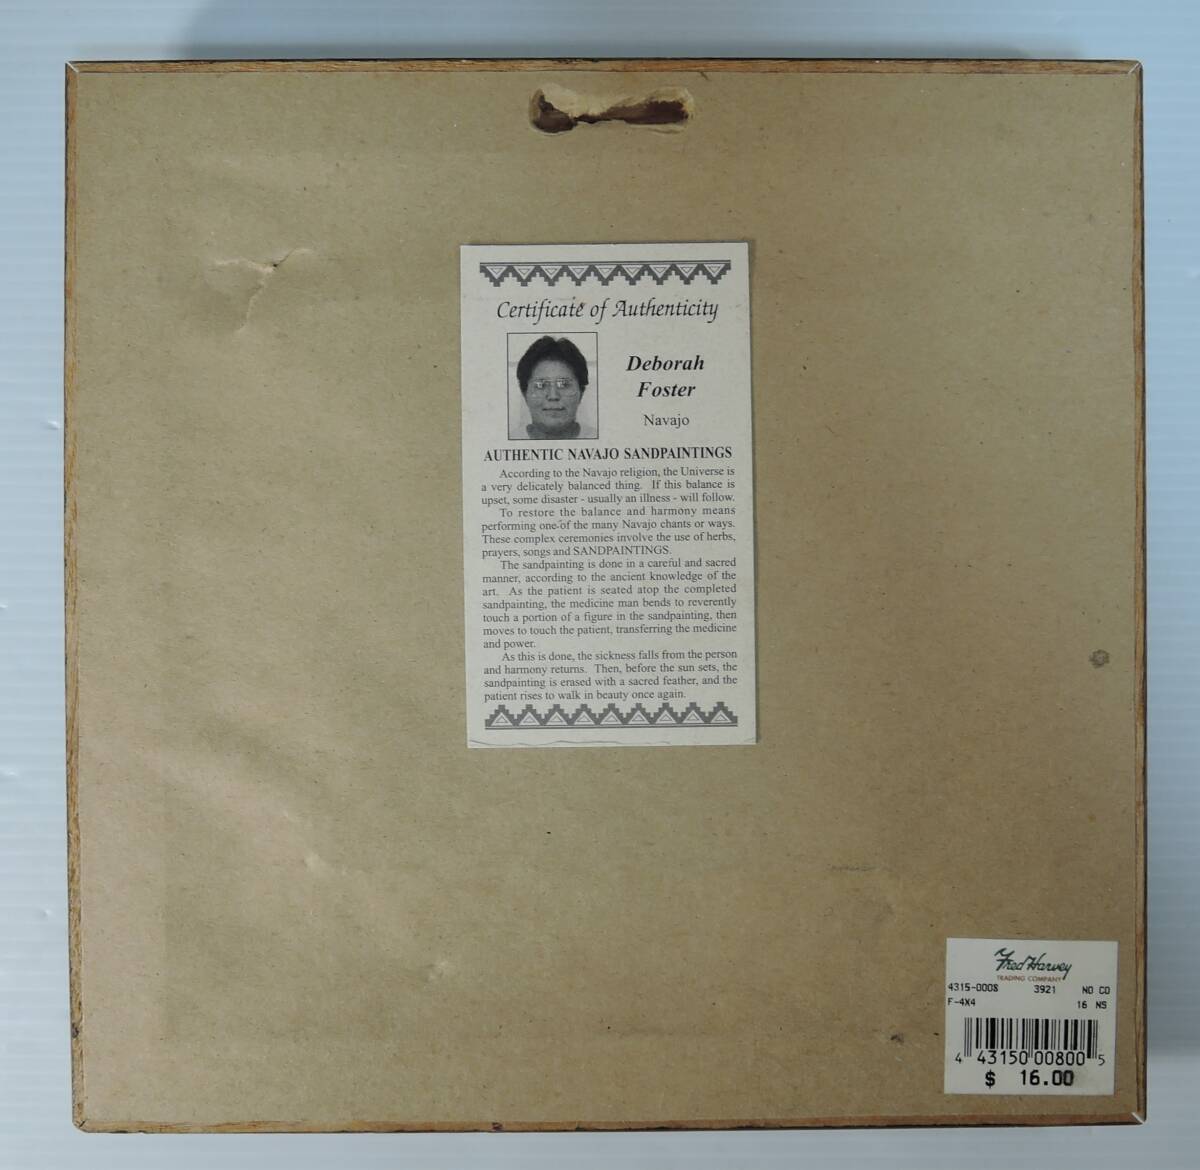 Certificate of Authenticity
Deborah
Foster
Navajo
AUTHENTIC NAVAJO SANDPAINTINGS
According to the Navajo religion, the Universe is
a very delicately balanced thing. If this balance is
upset, some disaster - usually an illness - will follow.
To restore the balance and harmony means
performing one of the many Navajo chants or ways.
These complex ceremonies involve the use of herbs,
prayers, songs and SANDPAINTINGS.
The sandpainting is done in a careful and sacred
manner, according to the ancient knowledge of the
art. As the patient is seated atop the completed
sandpainting, the medicine man bends to reverently
touch a portion of a figure in the sandpainting, then
moves to touch the patient, transferring the medicine
and power.
As this is done, the sickness falls from the person
and harmony returns. Then, before the sun sets, the
sandpainting is erased with a sacred feather, and the
patient rises to walk in beauty once again.
Fred Harvey
TRADING COMPANY
4315-0008 3921 NO CO
F-4X4 16 NS
4 43150 00800 5
$ 16.00